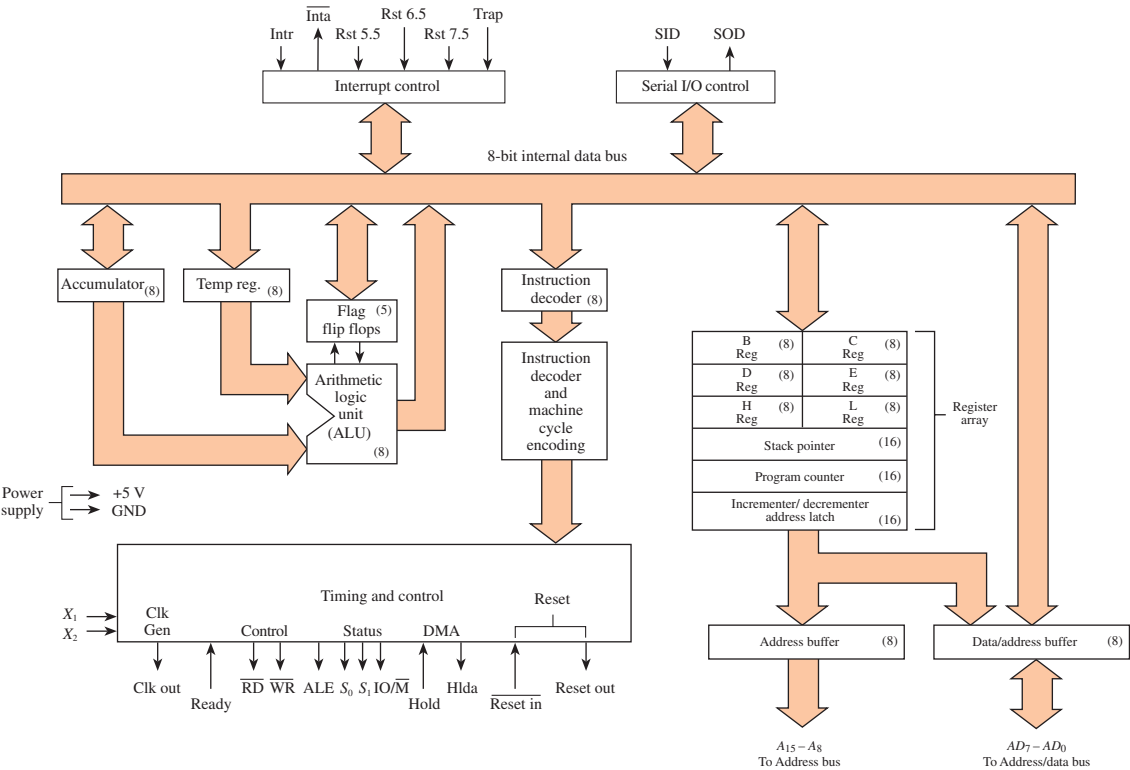 Intr
Inta
Rst 5.5
Rst 6.5
Rst 7.5
Trap
Interrupt control
SID
SOD
Serial I/O control
8-bit internal data bus
Accumulator (8)
Temp reg. (8)
Flag (5)
flip flops
Arithmetic
logic
unit
(ALU)
(8)
Instruction
decoder (8)
Instruction
decoder
and
machine
cycle
encoding
B
Reg (8)
C
Reg (8)
D
Reg (8)
E
Reg (8)
H
Reg (8)
L
Reg (8)
Stack pointer (16)
Program counter (16)
Incrementer/ decrementer
address latch (16)
Register
array
Power
supply
+5 V
GND
X1
X2
Clk
Gen
Timing and control
Control
Status
DMA
Reset
Clk out
Ready
RD
WR
ALE
S0
S1
IO/M
Hold
Hlda
Reset in
Reset out
Address buffer (8)
Data/address buffer (8)
A15 – A8
To Address bus
AD7 – AD0
To Address/data bus